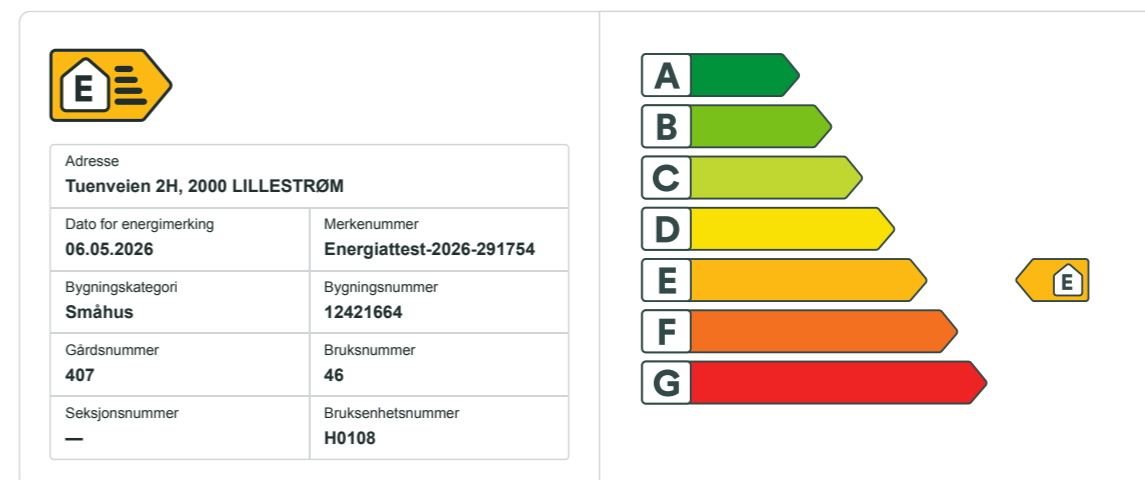 E
Adresse
Tuenveien 2H, 2000 LILLESTRØM
Dato for energimerking
06.05.2026
Merkenummer
Energiattest-2026-291754
Bygningskategori
Småhus
Bygningsnummer
12421664
Gårdsnummer
407
Bruksnummer
46
Seksjonsnummer
—
Bruksenhetsnummer
H0108
A
B
C
D
E
E
F
G